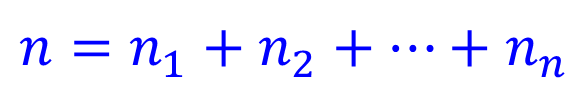 n = n₁ + n₂ + ⋯ + nₙ